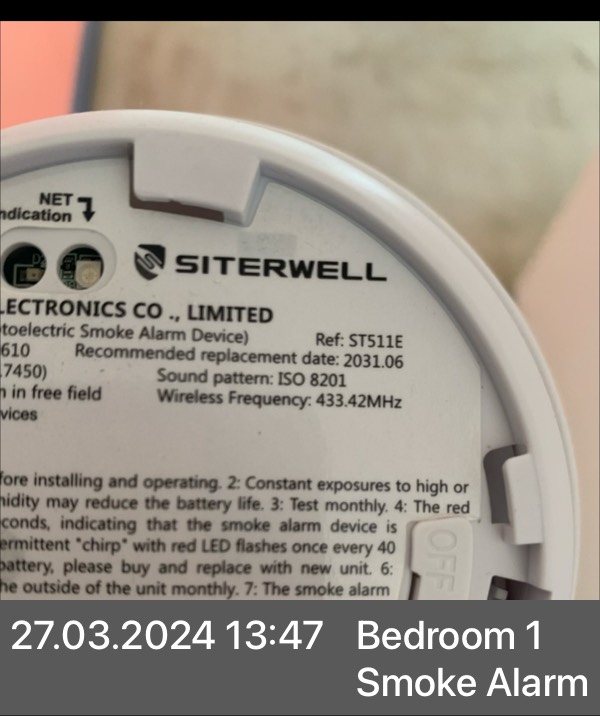 NET
ndication
SITERWELL
LECTRONICS CO ., LIMITED
toelectric Smoke Alarm Device)
Ref: ST511E
610 Recommended replacement date: 2031.06
.7450) Sound pattern: ISO 8201
n in free field Wireless Frequency: 433.42MHz
vices
fore installing and operating. 2: Constant exposures to high or
nidity may reduce the battery life. 3: Test monthly. 4: The red
conds, indicating that the smoke alarm device is
ermittent "chirp" with red LED flashes once every 40
battery, please buy and replace with new unit. 6:
he outside of the unit monthly. 7: The smoke alarm
OFF
27.03.2024 13:47 Bedroom 1
Smoke Alarm